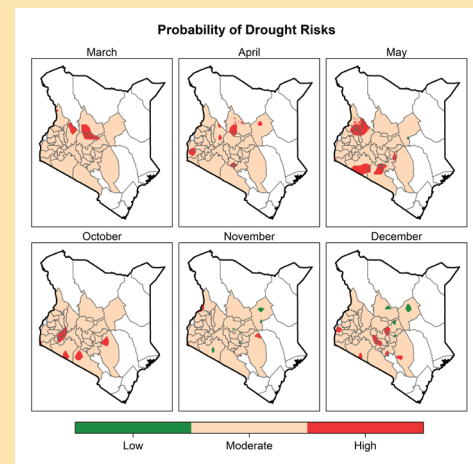 Probability of Drought Risks
March April May
October November December
Low Moderate High